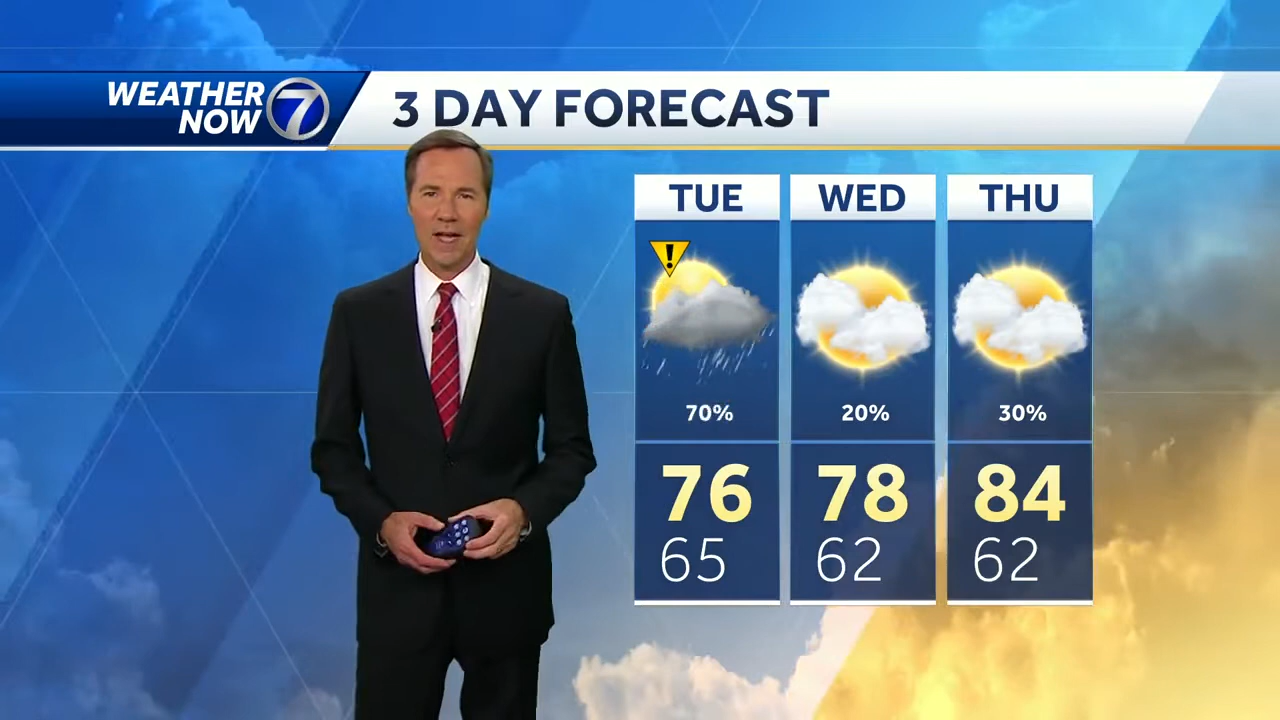 WEATHER
NOW 7
3 DAY FORECAST
TUE WED THU
!
70% 20% 30%
76 78 84
65 62 62